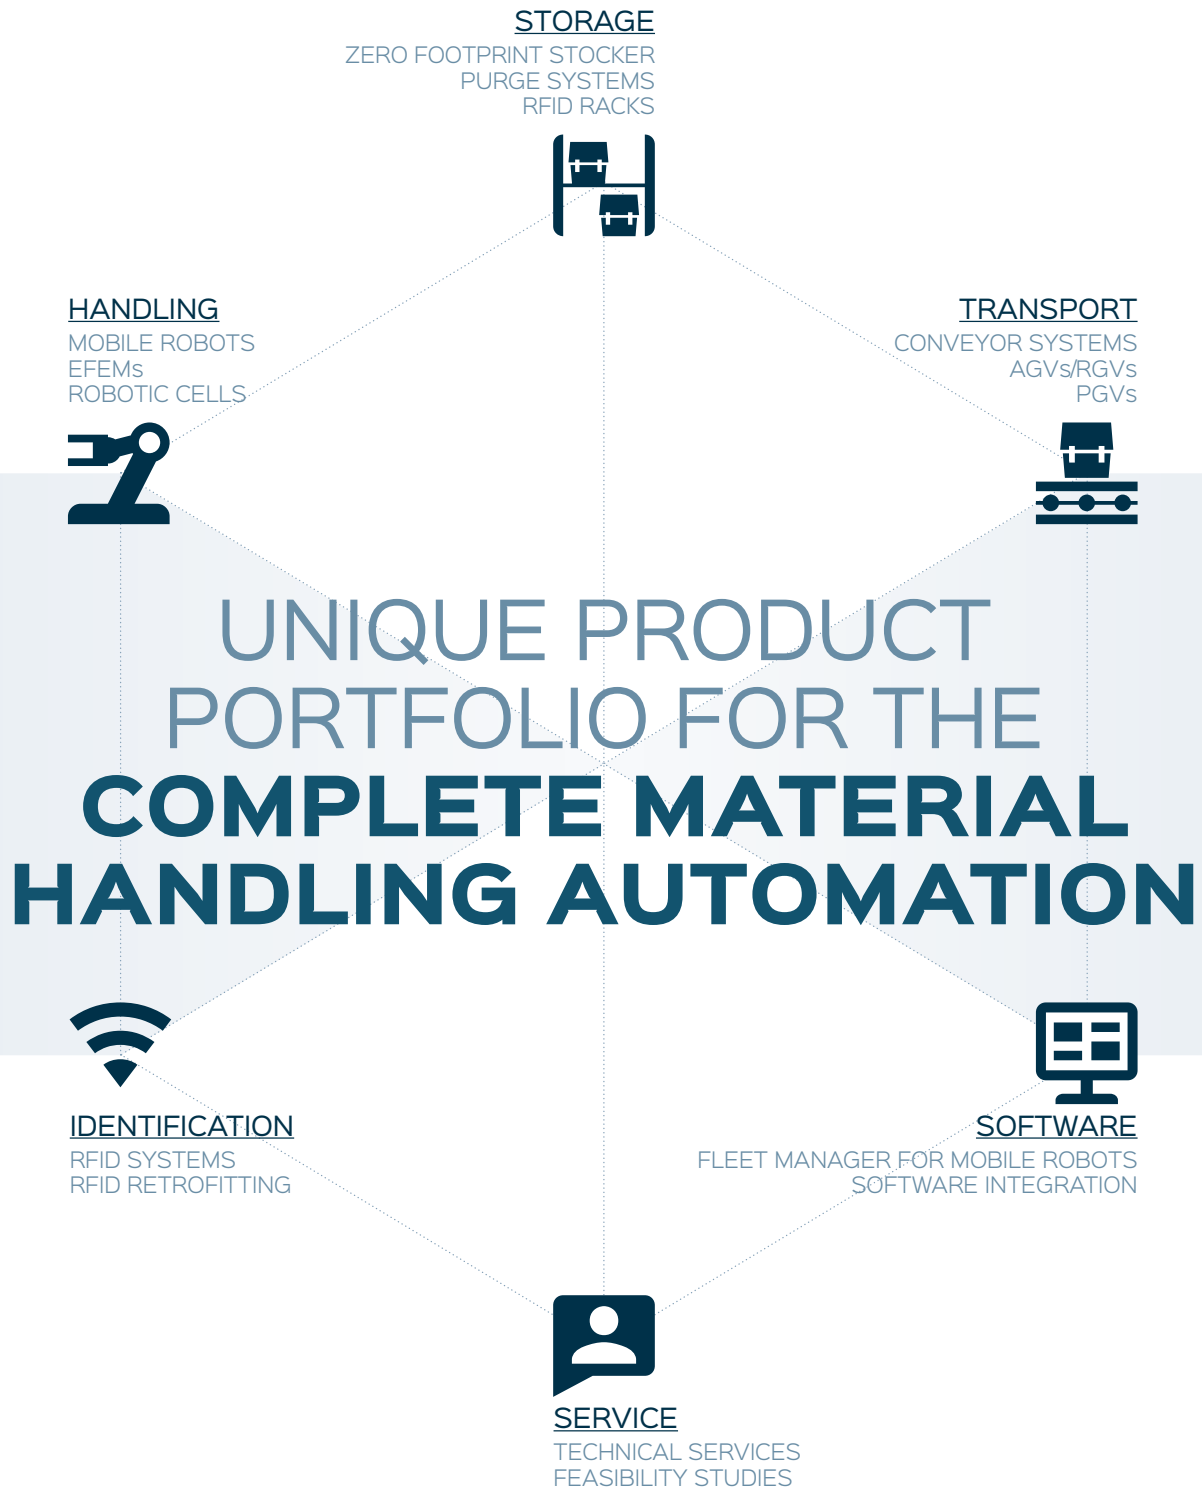 STORAGE
ZERO FOOTPRINT STOCKER
PURGE SYSTEMS
RFID RACKS
HANDLING
MOBILE ROBOTS
EFEMs
ROBOTIC CELLS
TRANSPORT
CONVEYOR SYSTEMS
AGVs/RGVs
PGVs
UNIQUE PRODUCT
PORTFOLIO FOR THE
COMPLETE MATERIAL
HANDLING AUTOMATION
IDENTIFICATION
RFID SYSTEMS
RFID RETROFITTING
SOFTWARE
FLEET MANAGER FOR MOBILE ROBOTS
SOFTWARE INTEGRATION
SERVICE
TECHNICAL SERVICES
FEASIBILITY STUDIES